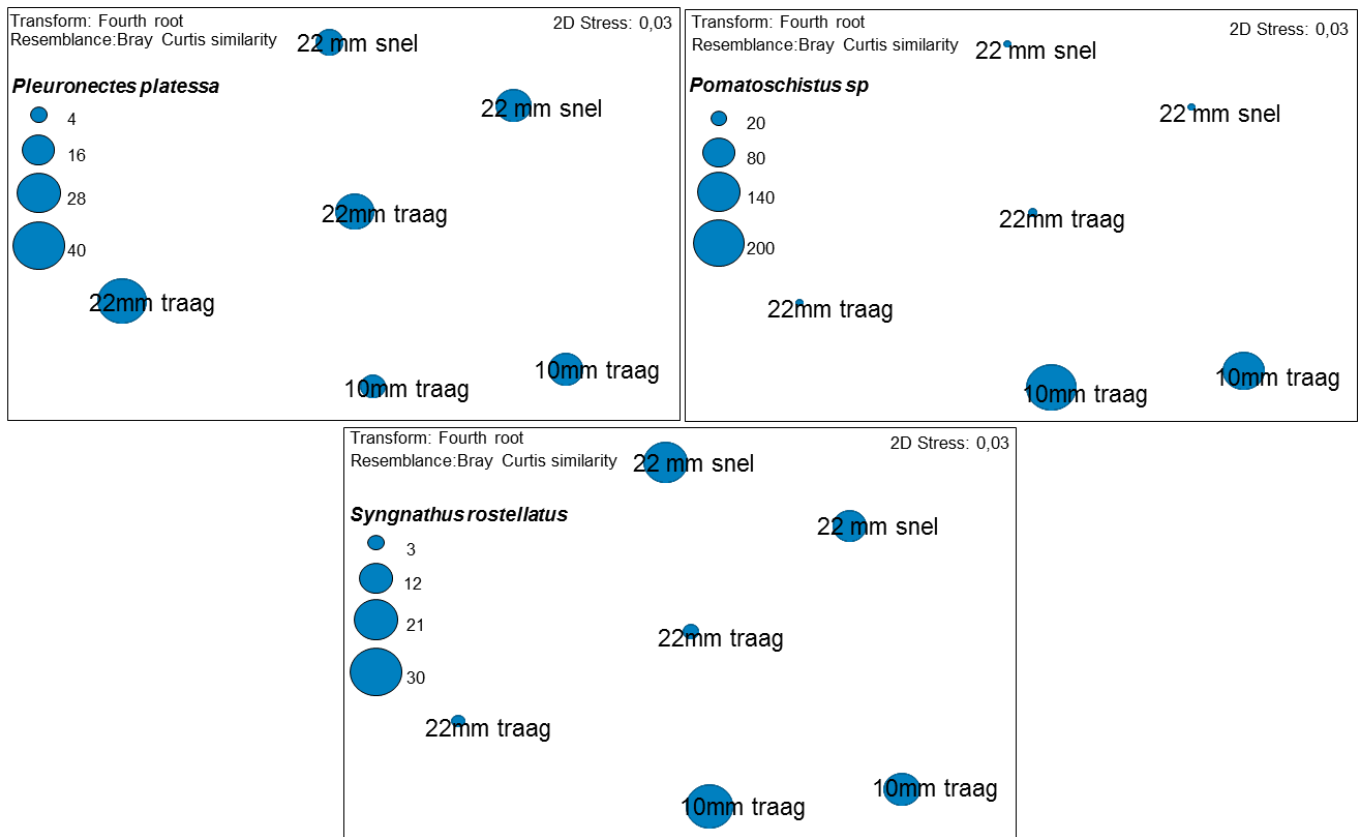 Transform: Fourth root
Resemblance:Bray Curtis similarity
2D Stress: 0,03
Pleuronectes platessa
4
16
28
40
22 mm snel
22 mm snel
22mm traag
22mm traag
10mm traag
10mm traag
Transform: Fourth root
Resemblance:Bray Curtis similarity
2D Stress: 0,03
Pomatoschistus sp
20
80
140
200
22 mm snel
22 mm snel
22mm traag
22mm traag
10mm traag
10mm traag
Transform: Fourth root
Resemblance:Bray Curtis similarity
2D Stress: 0,03
Syngnathus rostellatus
3
12
21
30
22 mm snel
22 mm snel
22mm traag
22mm traag
10mm traag
10mm traag